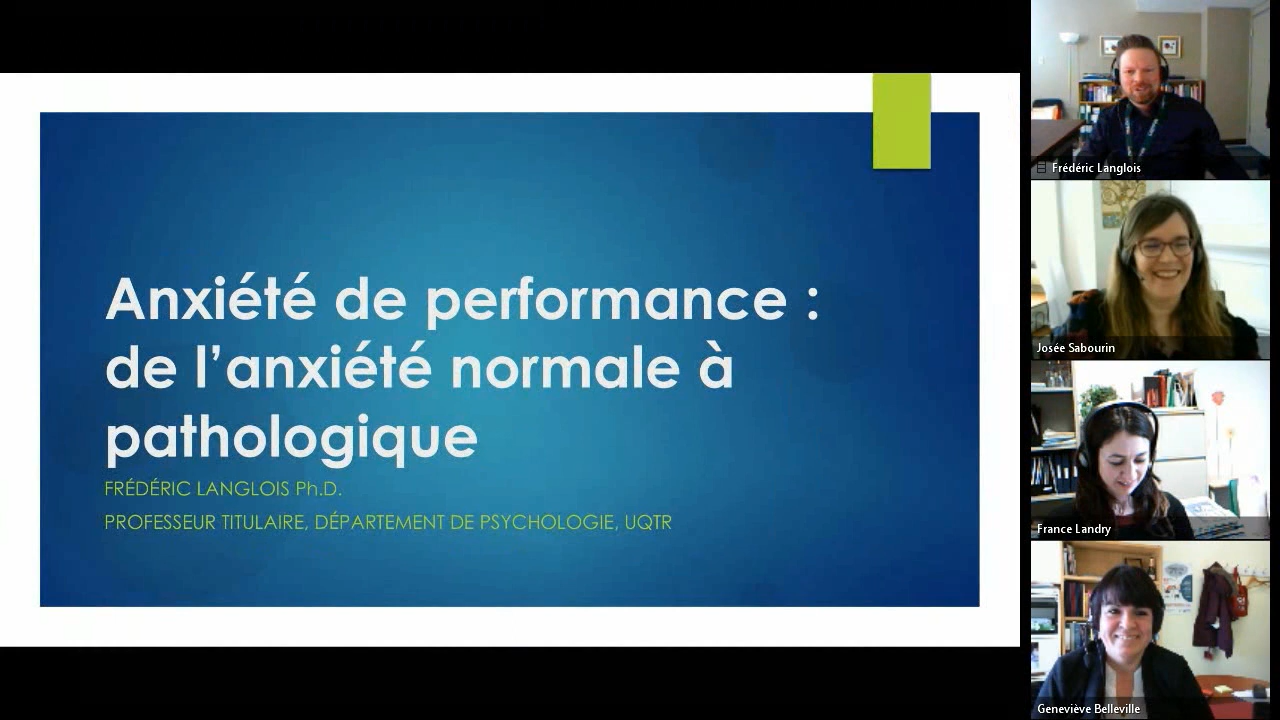 Anxiété de performance :
de l'anxiété normale à
pathologique
FRÉDÉRIC LANGLOIS Ph.D.
PROFESSEUR TITULAIRE, DÉPARTEMENT DE PSYCHOLOGIE, UQTR
Frédéric Langlois
Josée Sabourin
France Landry
Geneviève Belleville